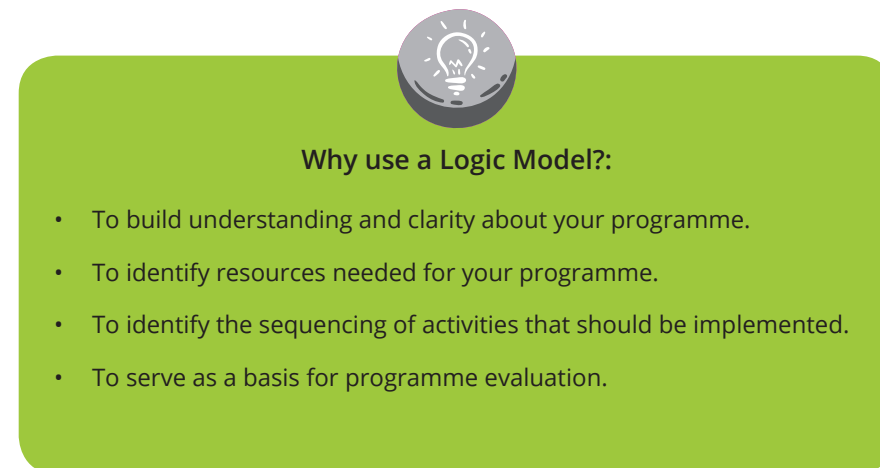 Why use a Logic Model?:
• To build understanding and clarity about your programme.
• To identify resources needed for your programme.
• To identify the sequencing of activities that should be implemented.
• To serve as a basis for programme evaluation.